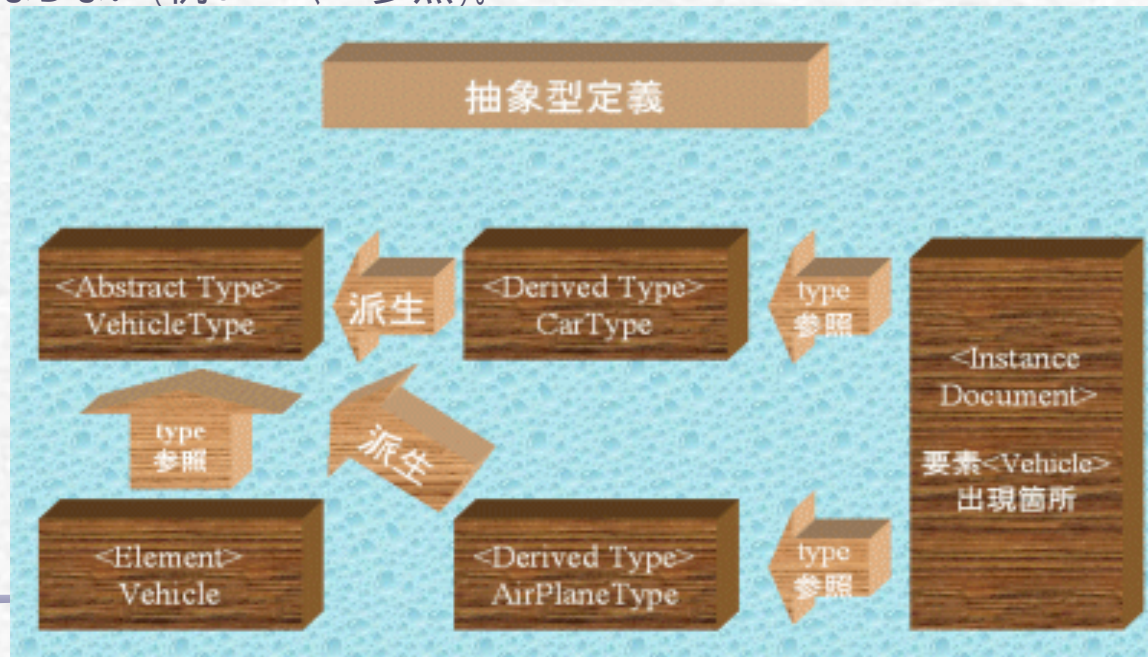 抽象型定義
<Abstract Type>
VehicleType
派生
<Derived Type>
CarType
type
参照
<Instance
Document>
要素<Vehicle>
出現箇所
type
参照
派生
<Element>
Vehicle
<Derived Type>
AirPlaneType
type
参照